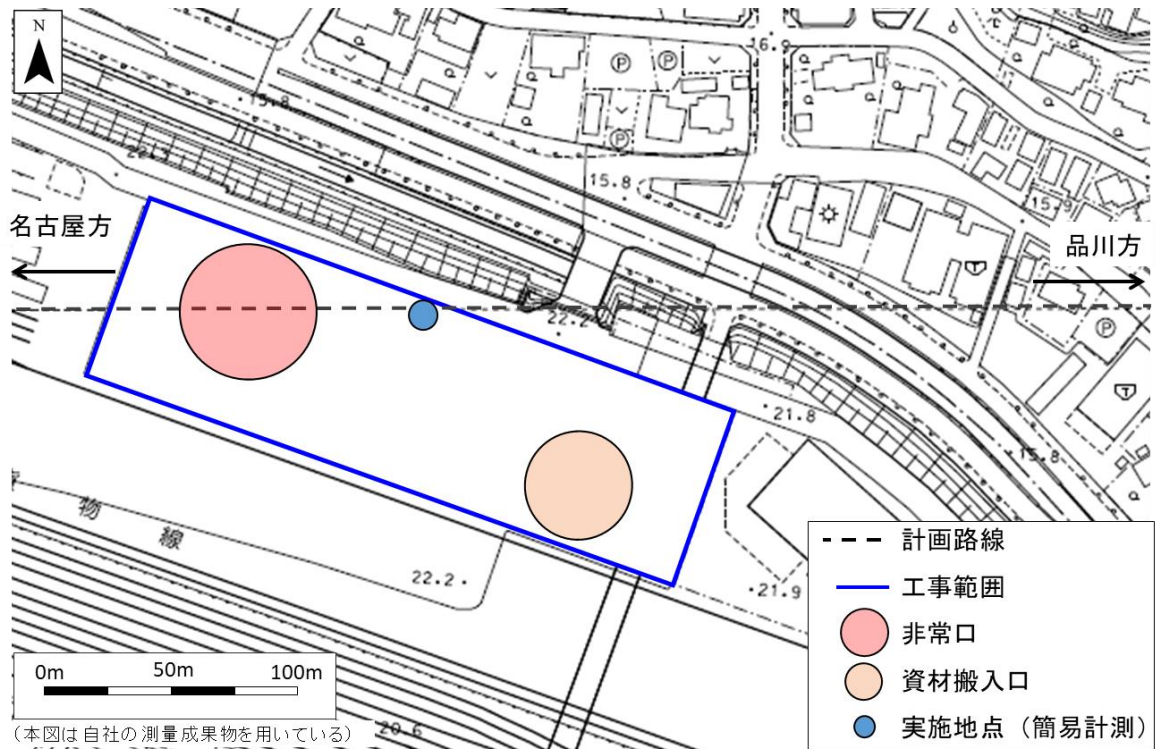 N
15.8
16.
22.
15.8
15.9
名古屋方
品川方
22.2
21.8
15.8
物
線
22.2
21.9
計画路線
工事範囲
非常口
資材搬入口
実施地点（簡易計測）
0m 50m 100m
（本図は自社の測量成果物を用いている）
20.6
P
P
P
P
T
T